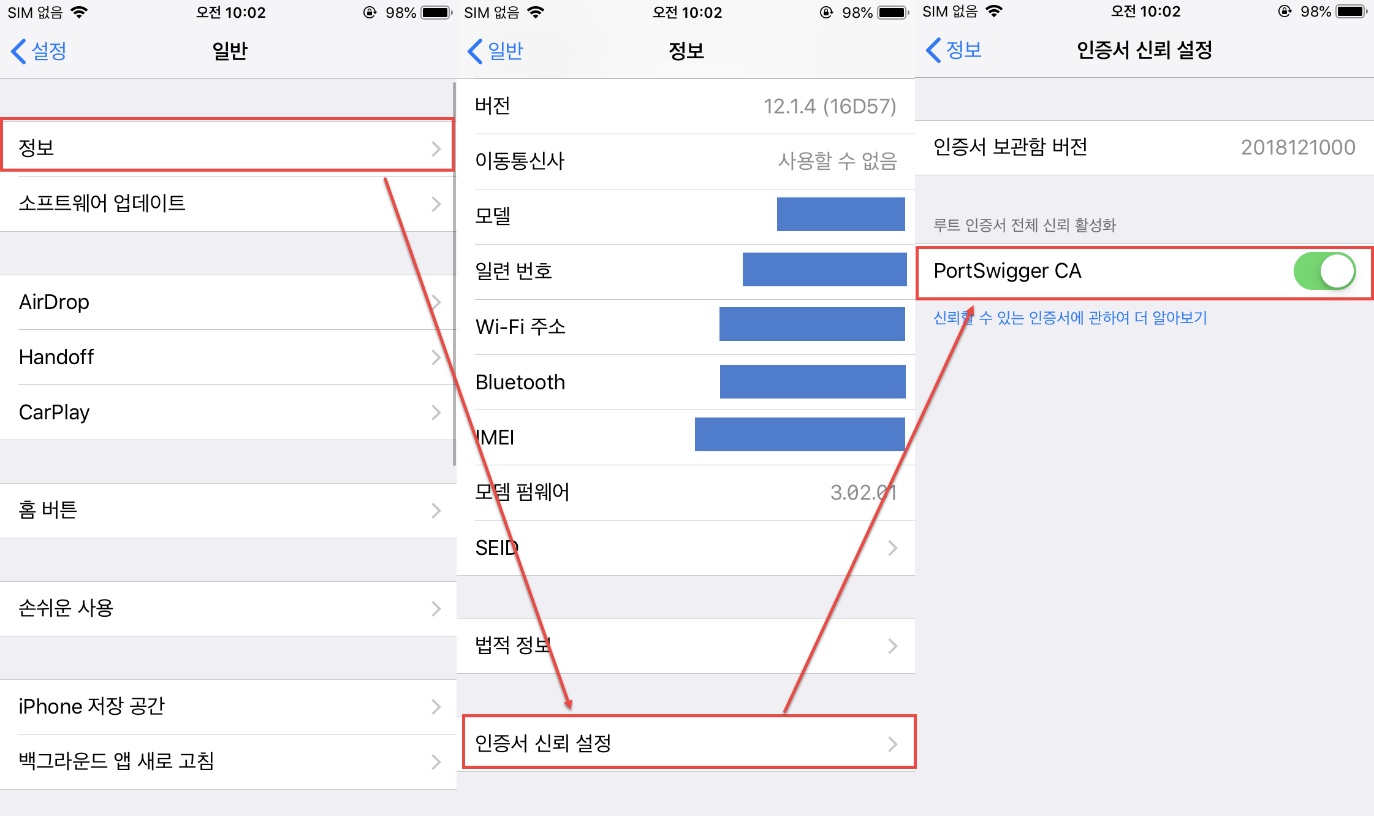 SIM 없음 오전 10:02 98%
설정 일반
정보
소프트웨어 업데이트
AirDrop
Handoff
CarPlay
홈 버튼
손쉬운 사용
iPhone 저장 공간
백그라운드 앱 새로 고침
SIM 없음 오전 10:02 98%
일반 정보
버전 12.1.4 (16D57)
이동통신사 사용할 수 없음
모델
일련 번호
Wi-Fi 주소
Bluetooth
IMEI
모뎀 펌웨어 3.02.01
SEID
법적 정보
인증서 신뢰 설정
SIM 없음 오전 10:02 98%
정보 인증서 신뢰 설정
인증서 보관함 버전 2018121000
루트 인증서 전체 신뢰 활성화
PortSwigger CA
신뢰할 수 있는 인증서에 관하여 더 알아보기